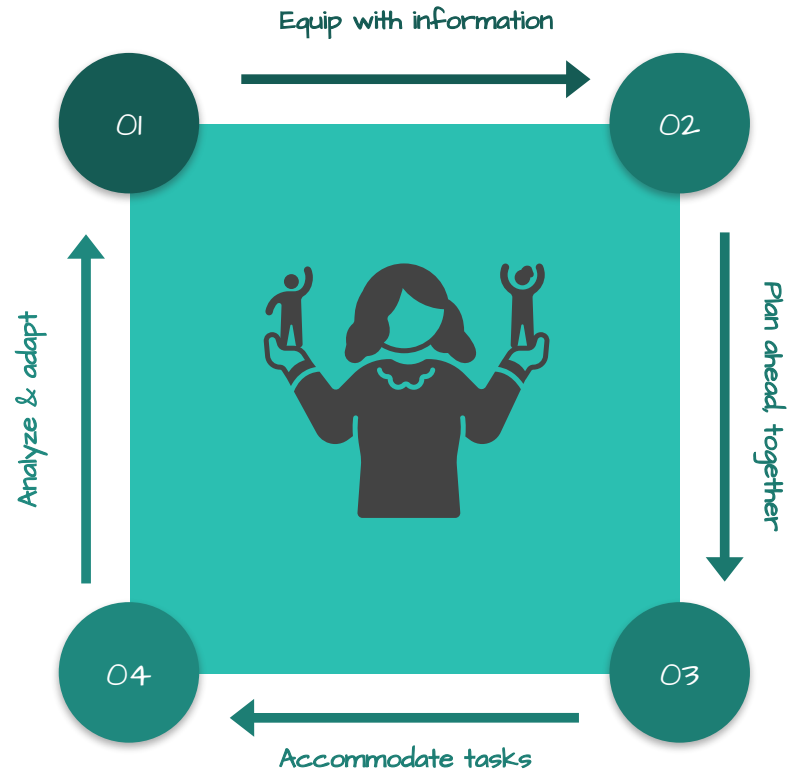 Equip with information
01
02
Plan ahead, together
Analyze & adapt
04
03
Accommodate tasks